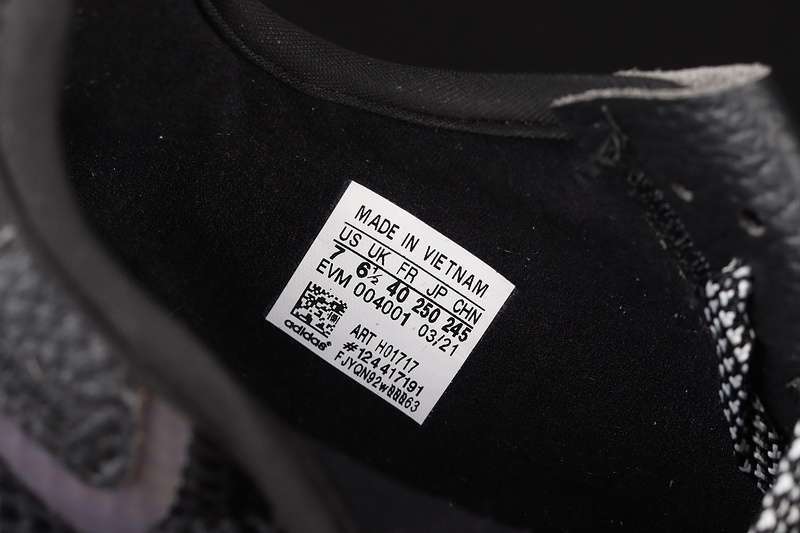 MADE IN VIETNAM
US UK FR JP CHN
7 6½ 40 250 245
EVM 004001 03/21
adidas
ART H01717
#124417191